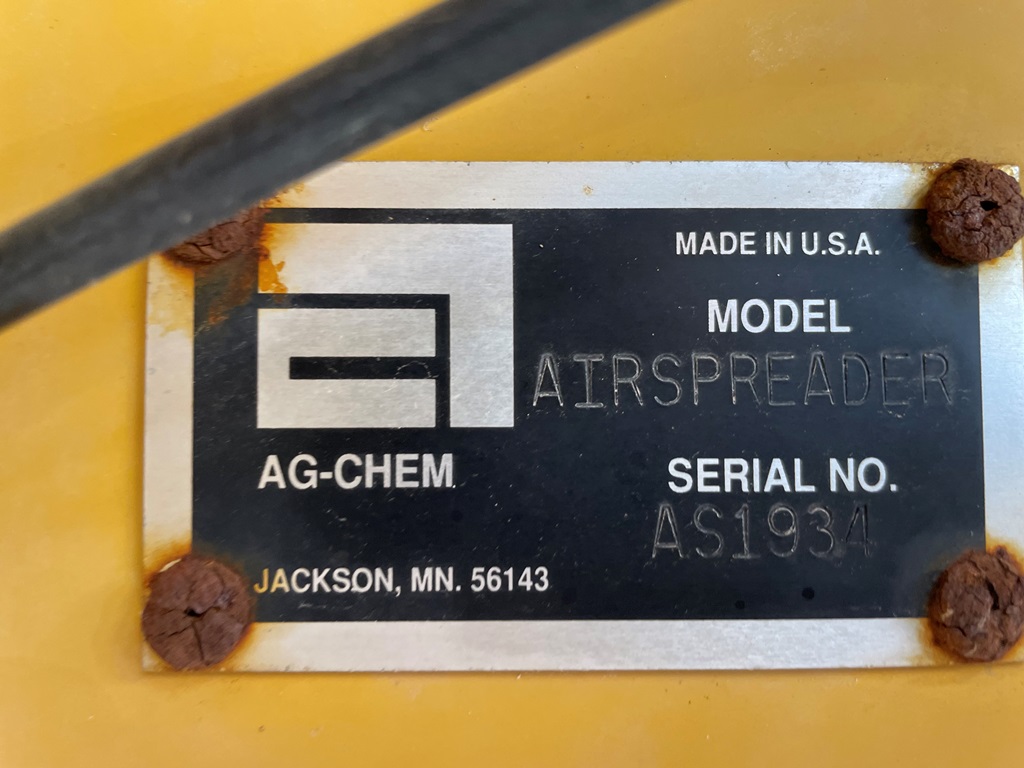 MADE IN U.S.A.
MODEL
AIRSPREADER
AG-CHEM
SERIAL NO.
AS1934
JACKSON, MN. 56143